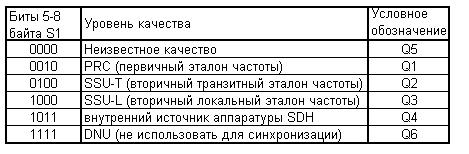 Биты 5-8 байта S1 Уровень качества Условное обозначение
0000 Неизвестное качество Q5
0010 PRC (первичный эталон частоты) Q1
0100 SSU-T (вторичный транзитный эталон частоты) Q2
1000 SSU-L (вторичный локальный эталон частоты) Q3
1011 внутренний источник аппаратуры SDH Q4
1111 DNU (не использовать для синхронизации) Q6